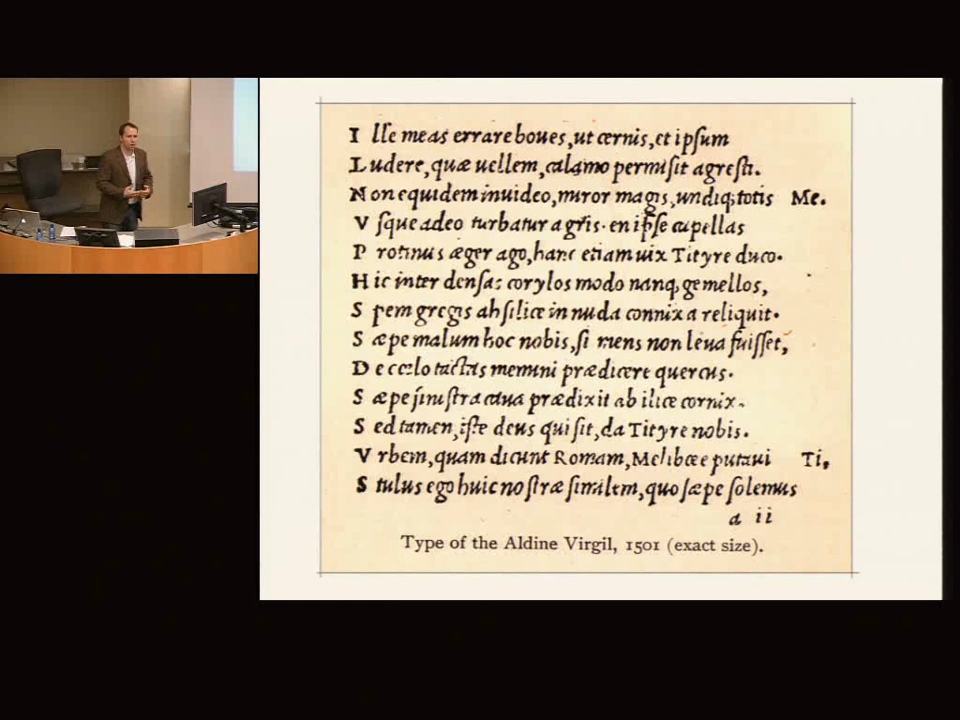 I lle meas errare boues, ut cernis, et ipſum
L udere, quæ uellem, calamo permiſit agreſti.
N on equidem inuideo, miror magis, undiq; totis Me.
V ſque adeo turbatur agris. en ipſe capellas
P rotinus æger ago, hanc etiam uix Tityre duco.
H ic inter denſas corylos modo nanq; gemellos,
S pem gregis ah ſilice in nuda connixa reliquit.
S æpe malum hoc nobis, ſi mens non leua fuiſſet,
D e cœlo tactas memini prædicere quercus.
S æpe ſiniſtra caua prædixit ab ilice cornix.
S ed tamen, iſte deus qui ſit, da Tityre nobis.
V rbem, quam dicunt Romam, Melibœe putaui Ti,
S tulus ego huic noſtræ ſimilem, quo ſæpe ſolemus
a ii
Type of the Aldine Virgil, 1501 (exact size).